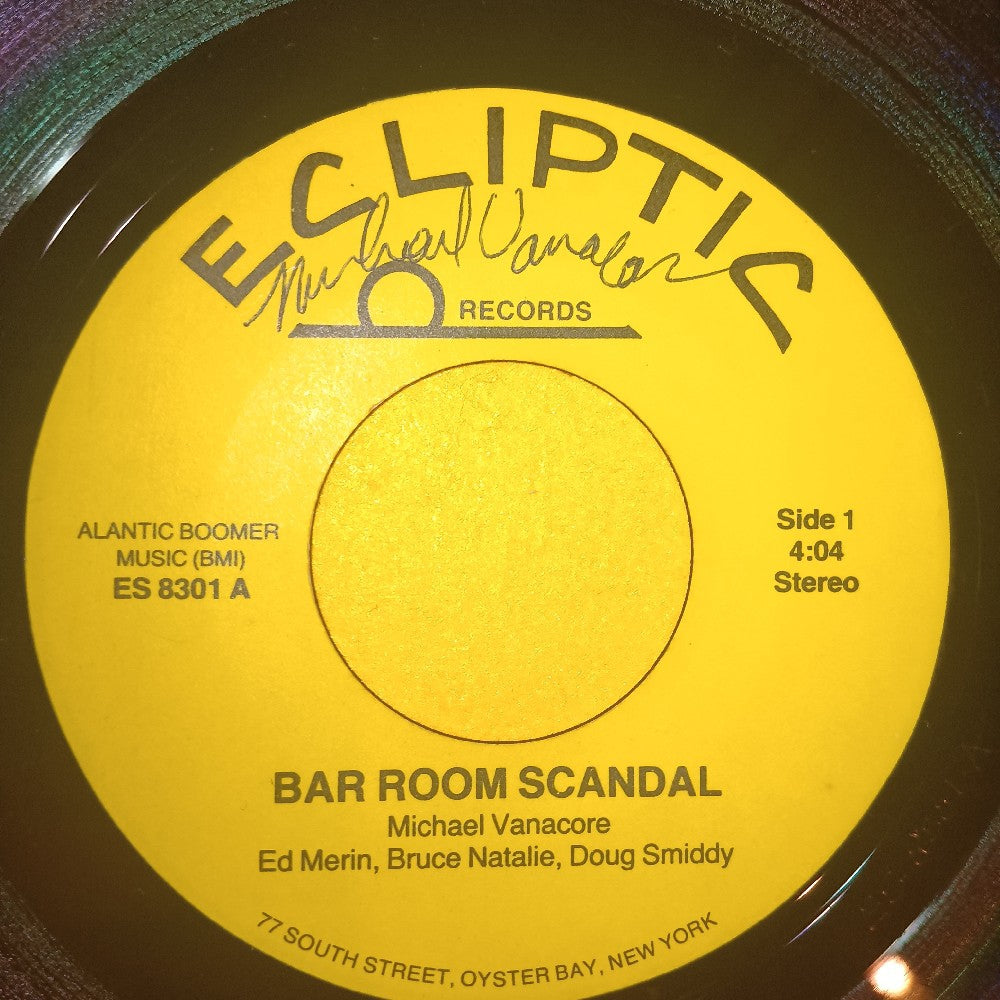 ECLIPTIC
Michael Vanacore
RECORDS
ALANTIC BOOMER
MUSIC (BMI)
ES 8301 A
Side 1
4:04
Stereo
BAR ROOM SCANDAL
Michael Vanacore
Ed Merin, Bruce Natalie, Doug Smiddy
77 SOUTH STREET, OYSTER BAY, NEW YORK